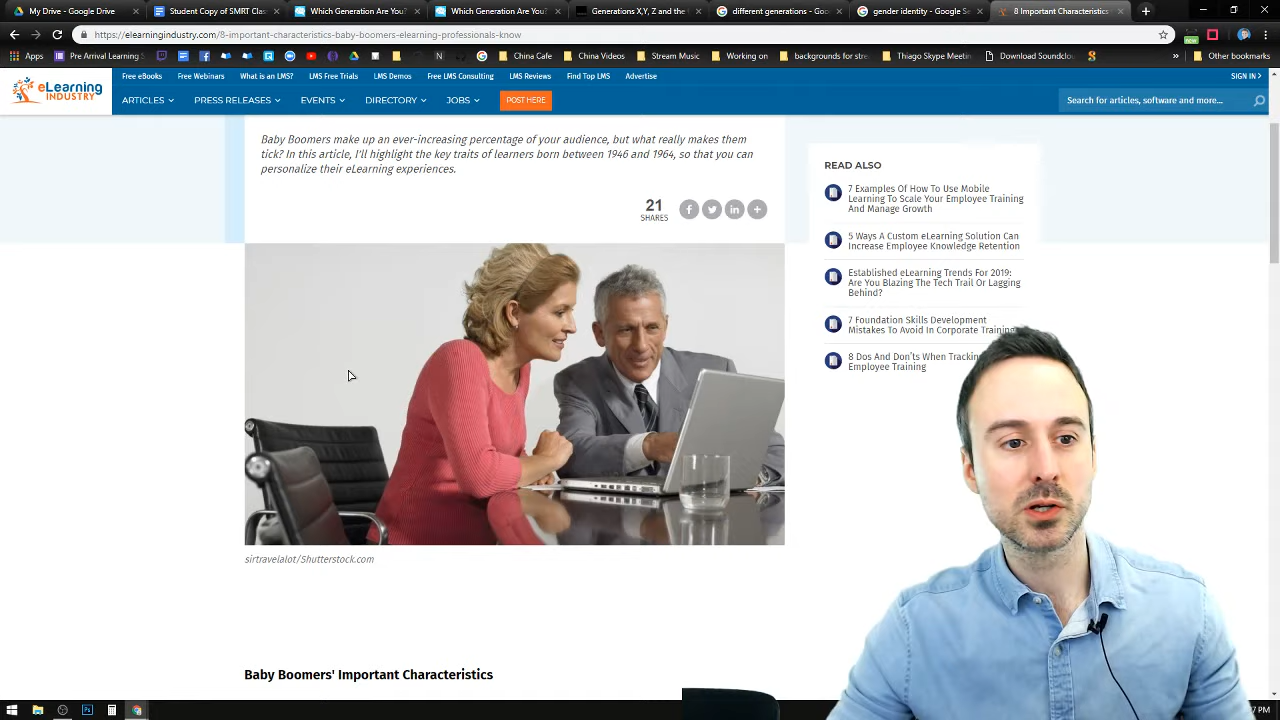 My Drive - Google Drive
Student Copy of SMRT Clas
Which
Which are you?
Generations X,Y, Z and the
different generations - Goo
gender identity - Google Se
8 Important Characteristics
https://elearningindustry.com/8-important-characteristics-baby-boomers-elearning-professionals-know
Apps
Pre Arrival Learning S
China Cafe
China Videos
Stream Music
Working on
backgrounds for stre
Thiago Skype Meetin
Download Soundclou
»
Other bookmarks
eLearning
INDUSTRY
Free eBooks
Free Webinars
What is an LMS?
LMS Free Trials
LMS Demos
Free LMS Consulting
LMS Reviews
Find Top LMS
Advertise
SIGN IN
ARTICLES
PRESS RELEASES
EVENTS
DIRECTORY
JOBS
POST HERE
Search for articles, software and more...
Baby Boomers make up an ever-increasing percentage of your audience, but what really makes them
tick? In this article, I'll highlight the key traits of learners born between 1946 and 1964, so that you can
personalize their eLearning experiences.
21
SHARES
READ ALSO
7 Examples Of How To Use Mobile
Learning To Scale Your Employee Training
And Manage Growth
5 Ways A Custom eLearning Solution Can
Increase Employee Knowledge Retention
Established eLearning Trends For 2019:
Are You Blazing The Tech Trail Or Lagging
Behind?
7 Foundation Skills Development
Mistakes To Avoid In Corporate Training
8 Dos And Don'ts When Tracking
Employee Training
sirtravelalot/Shutterstock.com
Baby Boomers' Important Characteristics
7 PM